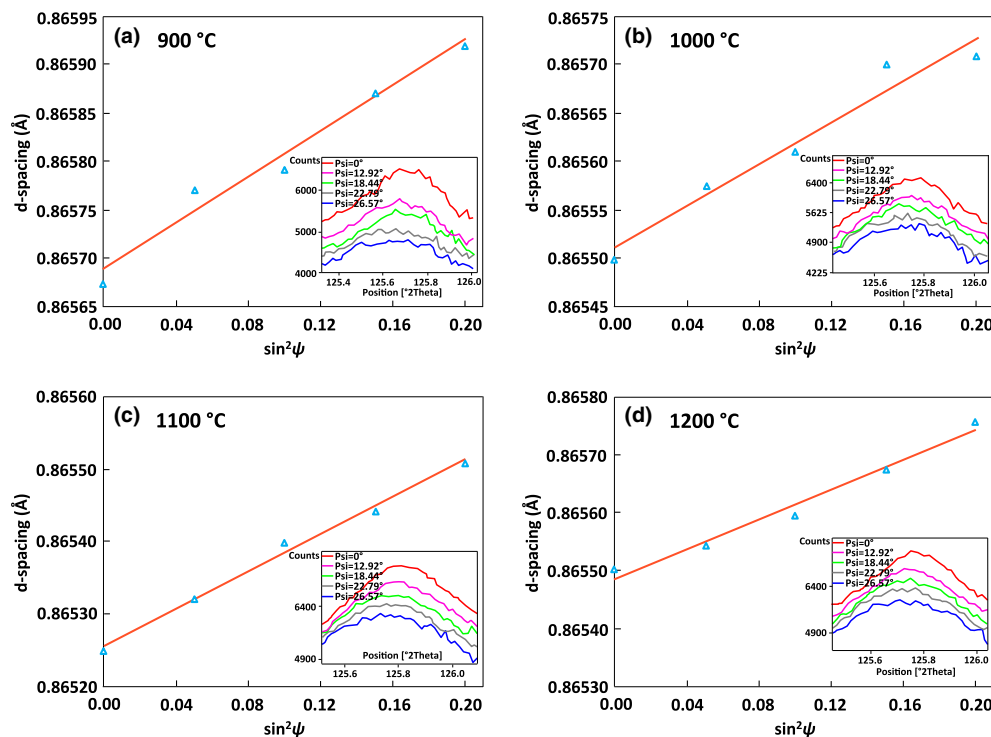 (a) 900 °C
d-spacing (Å)
0.86595
0.86590
0.86585
0.86580
0.86575
0.86570
0.86565
0.00 0.04 0.08 0.12 0.16 0.20
sin²ψ
Counts
Psi=0°
Psi=12.92°
Psi=18.44°
Psi=22.79°
Psi=26.57°
6000
5000
4000
125.4 125.6 125.8 126.0
Position [°2Theta]
(b) 1000 °C
d-spacing (Å)
0.86575
0.86570
0.86565
0.86560
0.86555
0.86550
0.86545
0.00 0.04 0.08 0.12 0.16 0.20
sin²ψ
Counts
Psi=0°
Psi=12.92°
Psi=18.44°
Psi=22.79°
Psi=26.57°
6400
5625
4900
4225
125.6 125.8 126.0
Position [°2Theta]
(c) 1100 °C
d-spacing (Å)
0.86560
0.86550
0.86540
0.86530
0.86520
0.00 0.04 0.08 0.12 0.16 0.20
sin²ψ
Counts
Psi=0°
Psi=12.92°
Psi=18.44°
Psi=22.79°
Psi=26.57°
6400
4900
Position [°2Theta]
125.6 125.8 126.0
(d) 1200 °C
d-spacing (Å)
0.86580
0.86570
0.86560
0.86550
0.86540
0.86530
0.00 0.04 0.08 0.12 0.16 0.20
sin²ψ
Counts
Psi=0°
Psi=12.92°
Psi=18.44°
Psi=22.79°
Psi=26.57°
6400
4900
125.6 125.8 126.0
Position [°2Theta]